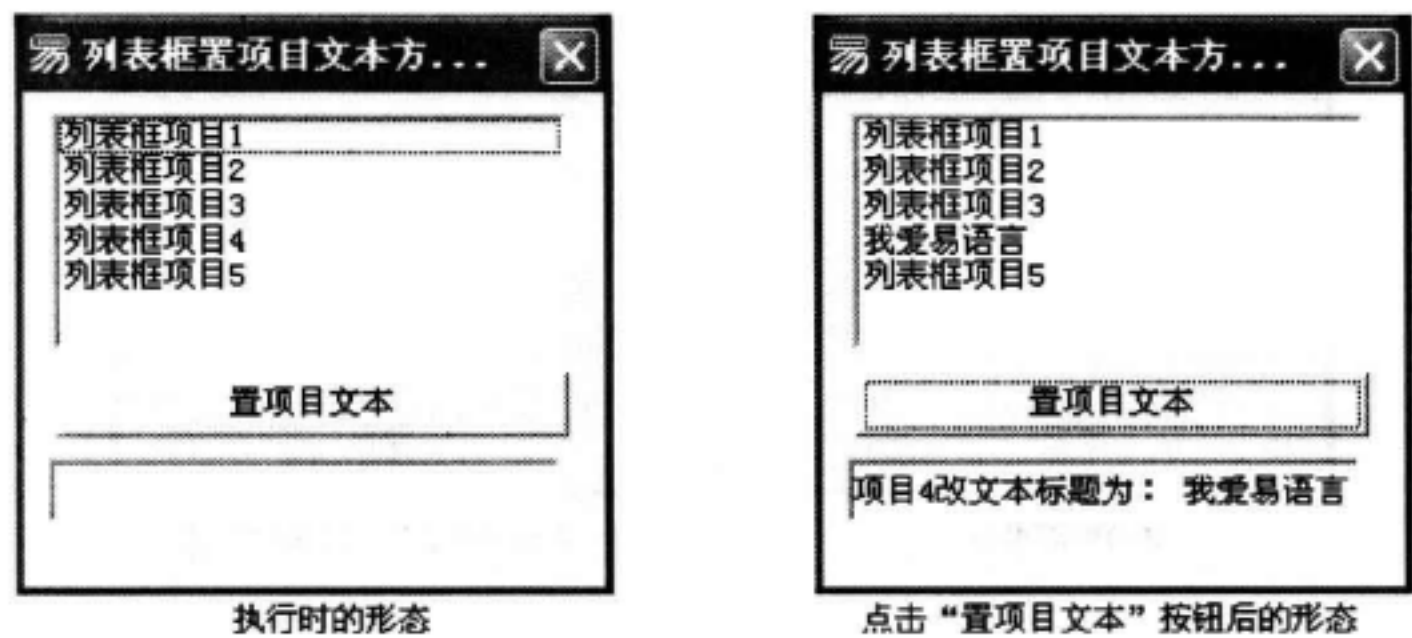 易 列表框置项目文本方...
列表框项目1
列表框项目2
列表框项目3
列表框项目4
列表框项目5
置项目文本
执行时的形态
易 列表框置项目文本方...
列表框项目1
列表框项目2
列表框项目3
我爱易语言
列表框项目5
置项目文本
项目4改文本标题为： 我爱易语言
点击“置项目文本”按钮后的形态